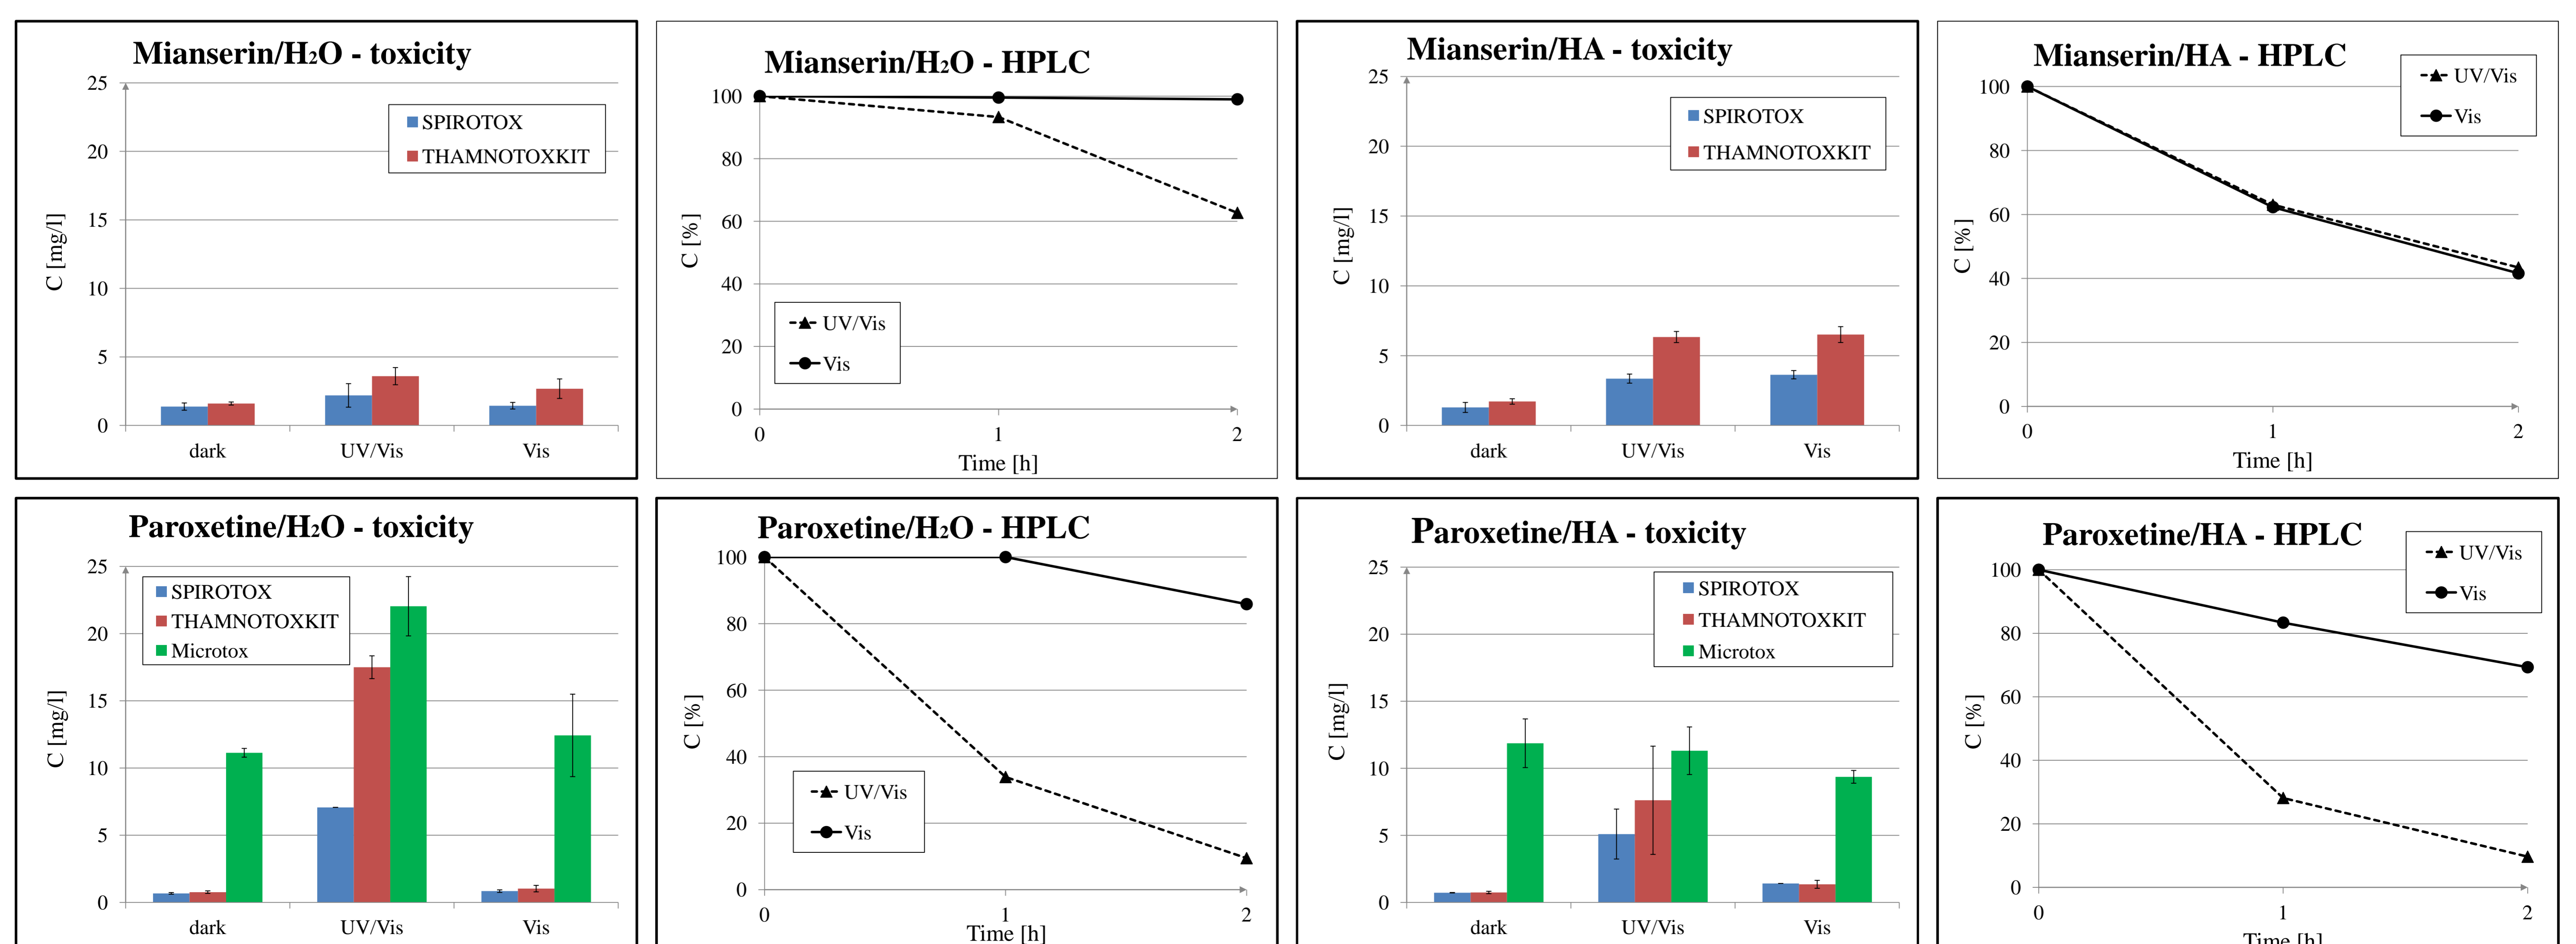 Mianserin/H2O - toxicity
25
20
15
10
5
0
C [mg/l]
SPIROTOX
THAMNOTOXKIT
dark UV/Vis Vis
Mianserin/H2O - HPLC
100
80
60
40
20
0
C [%]
UV/Vis
Vis
0 1 2
Time [h]
Mianserin/HA - toxicity
25
20
15
10
5
0
C [mg/l]
SPIROTOX
THAMNOTOXKIT
dark UV/Vis Vis
Mianserin/HA - HPLC
100
80
60
40
20
0
C [%]
UV/Vis
Vis
0 1 2
Time [h]
Paroxetine/H2O - toxicity
25
20
15
10
5
0
C [mg/l]
SPIROTOX
THAMNOTOXKIT
Microtox
dark UV/Vis Vis
Paroxetine/H2O - HPLC
100
80
60
40
20
0
C [%]
UV/Vis
Vis
0 1 2
Time [h]
Paroxetine/HA - toxicity
25
20
15
10
5
0
C [mg/l]
SPIROTOX
THAMNOTOXKIT
Microtox
dark UV/Vis Vis
Paroxetine/HA - HPLC
100
80
60
40
20
0
C [%]
UV/Vis
Vis
0 1 2
Time [h]